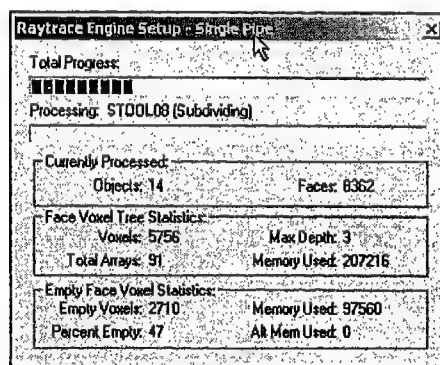 Raytrace Engine Setup - Single Pipe
Total Progress:
Processing: STOOL08 (Subdividing)
Currently Processed:
Objects: 14 Faces: 8362
Face Voxel Tree Statistics:
Voxels: 5756 Max Depth: 3
Total Arrays: 91 Memory Used: 207216
Empty Face Voxel Statistics:
Empty Voxels: 2710 Memory Used: 97560
Percent Empty: 47 Alt Mem Used: 0